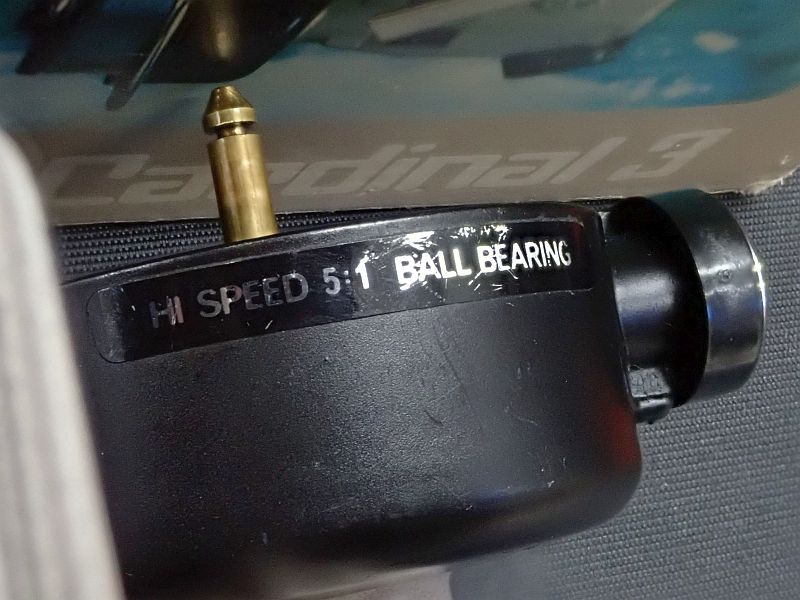 Cardinal 3
HI SPEED 5:1 BALL BEARING